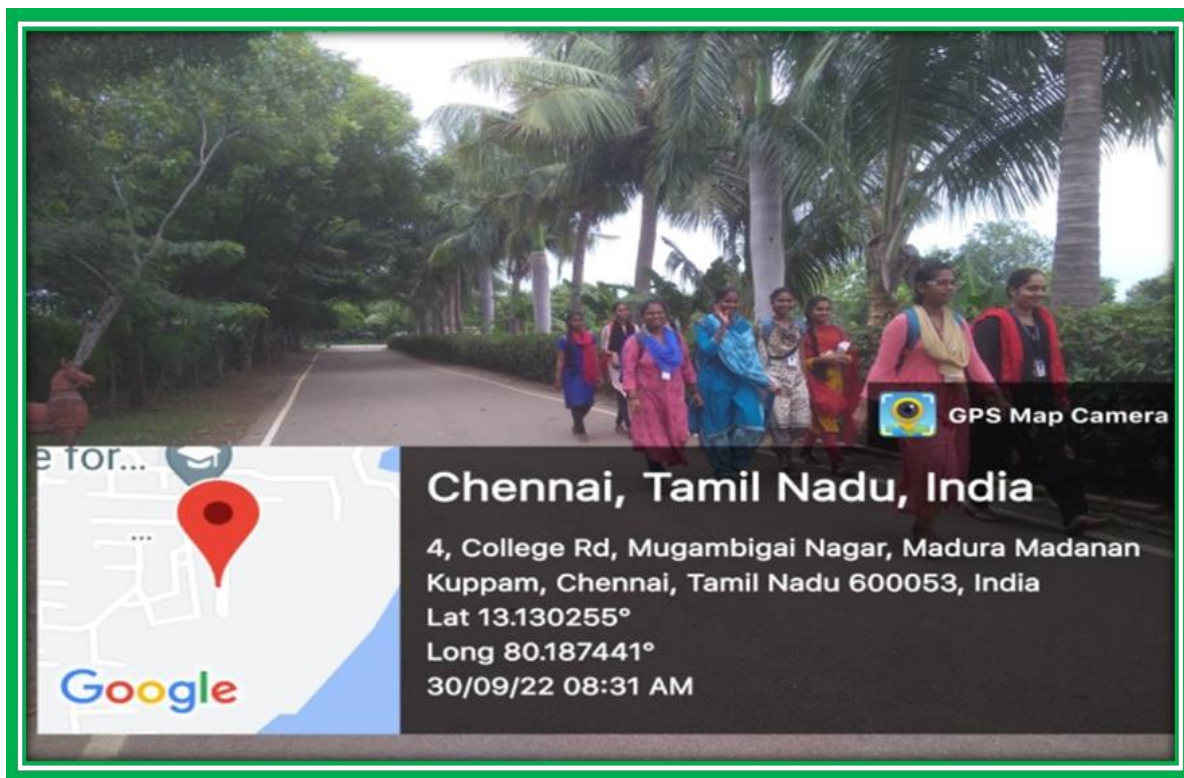 GPS Map Camera
e for...
...
Google
Chennai, Tamil Nadu, India
4, College Rd, Mugambigai Nagar, Madura Madanan
Kuppam, Chennai, Tamil Nadu 600053, India
Lat 13.130255°
Long 80.187441°
30/09/22 08:31 AM